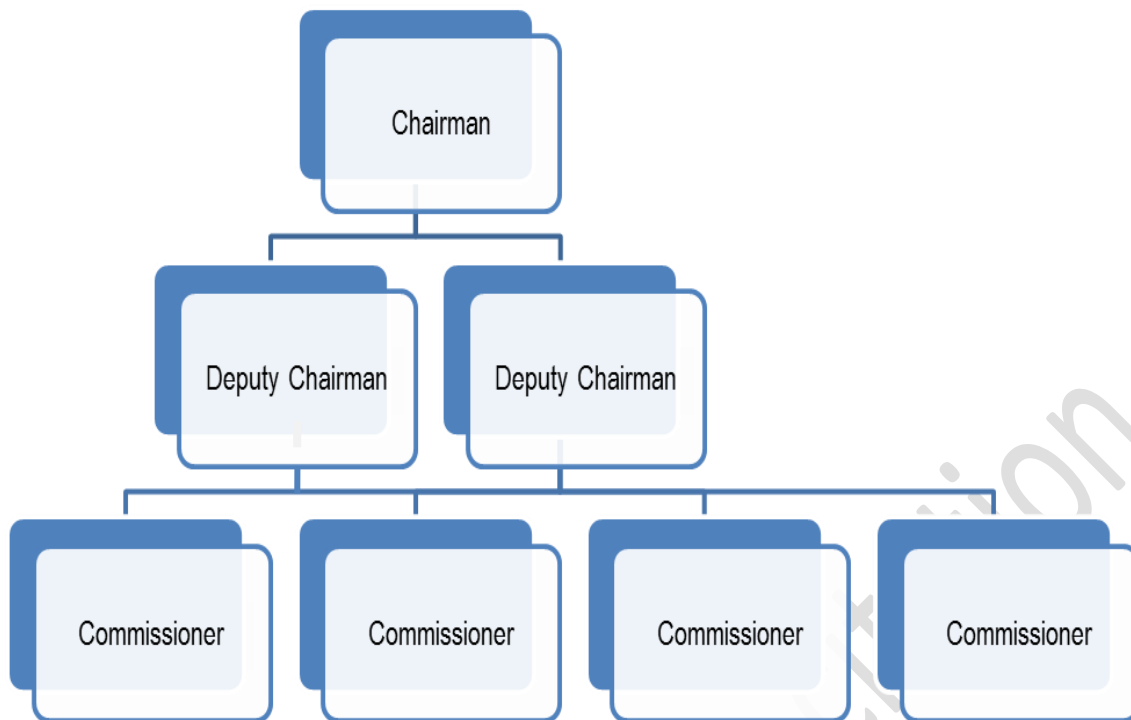 Chairman
Deputy Chairman
Deputy Chairman
Commissioner
Commissioner
Commissioner
Commissioner